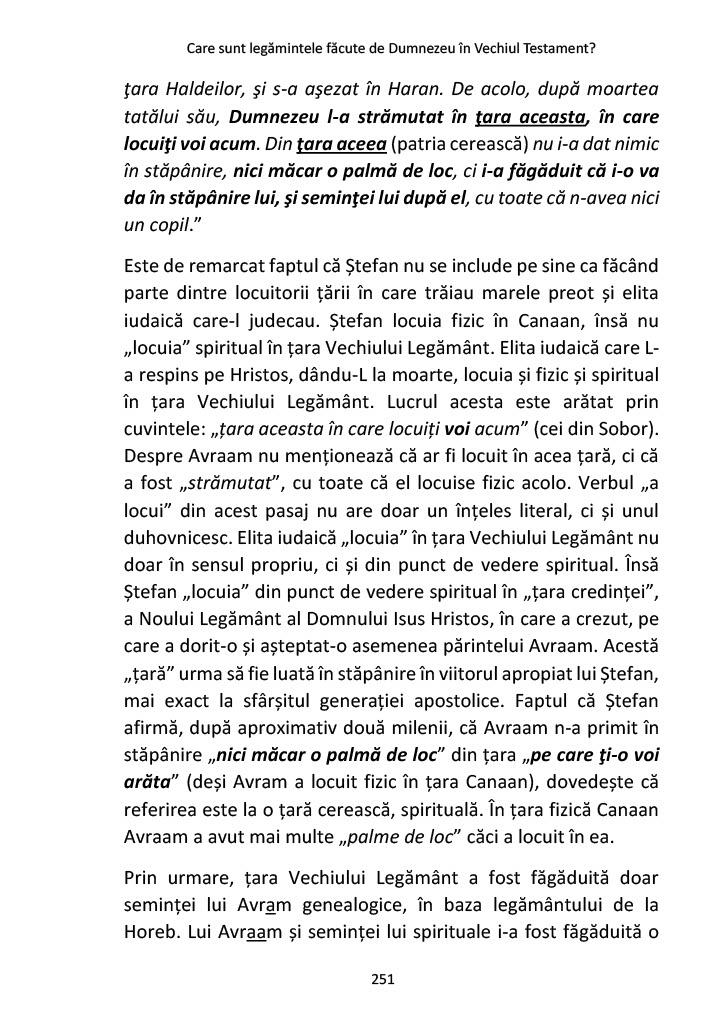 Care sunt legămintele făcute de Dumnezeu în Vechiul Testament?
ţara Haldeilor, şi s-a aşezat în Haran. De acolo, după moartea
tatălui său, Dumnezeu l-a strămutat în ţara aceasta, în care
locuiţi voi acum. Din ţara aceea (patria cerească) nu i-a dat nimic
în stăpânire, nici măcar o palmă de loc, ci i-a făgăduit că i-o va
da în stăpânire lui, şi seminţei lui după el, cu toate că n-avea nici
un copil.”
Este de remarcat faptul că Ștefan nu se include pe sine ca făcând
parte dintre locuitorii țării în care trăiau marele preot și elita
iudaică care-l judecau. Ștefan locuia fizic în Canaan, însă nu
„locuia” spiritual în țara Vechiului Legământ. Elita iudaică care L-
a respins pe Hristos, dându-L la moarte, locuia și fizic și spiritual
în țara Vechiului Legământ. Lucrul acesta este arătat prin
cuvintele: „țara aceasta în care locuiți voi acum” (cei din Sobor).
Despre Avraam nu menționează că ar fi locuit în acea țară, ci că
a fost „strămutat”, cu toate că el locuise fizic acolo. Verbul „a
locui” din acest pasaj nu are doar un înțeles literal, ci și unul
duhovnicesc. Elita iudaică „locuia” în țara Vechiului Legământ nu
doar în sensul propriu, ci și din punct de vedere spiritual. Însă
Ștefan „locuia” din punct de vedere spiritual în „țara credinței”,
a Noului Legământ al Domnului Isus Hristos, în care a crezut, pe
care a dorit-o și așteptat-o asemenea părintelui Avraam. Acestă
„țară” urma să fie luată în stăpânire în viitorul apropiat lui Ștefan,
mai exact la sfârșitul generației apostolice. Faptul că Ștefan
afirmă, după aproximativ două milenii, că Avraam n-a primit în
stăpânire „nici măcar o palmă de loc” din țara „pe care ţi-o voi
arăta” (deși Avram a locuit fizic în țara Canaan), dovedește că
referirea este la o țară cerească, spirituală. În țara fizică Canaan
Avraam a avut mai multe „palme de loc” căci a locuit în ea.
Prin urmare, țara Vechiului Legământ a fost făgăduită doar
seminței lui Avram genealogice, în baza legământului de la
Horeb. Lui Avraam și seminței lui spirituale i-a fost făgăduită o
251